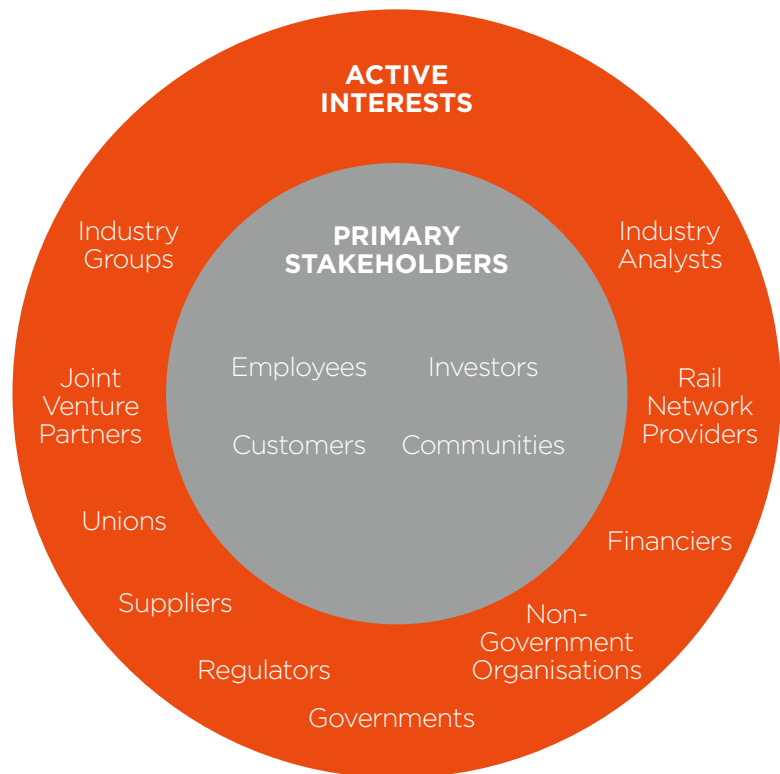 ACTIVE
INTERESTS
PRIMARY
STAKEHOLDERS
Employees
Investors
Customers
Communities
Industry
Groups
Joint
Venture
Partners
Unions
Suppliers
Regulators
Governments
Non-
Government
Organisations
Financiers
Rail
Network
Providers
Industry
Analysts